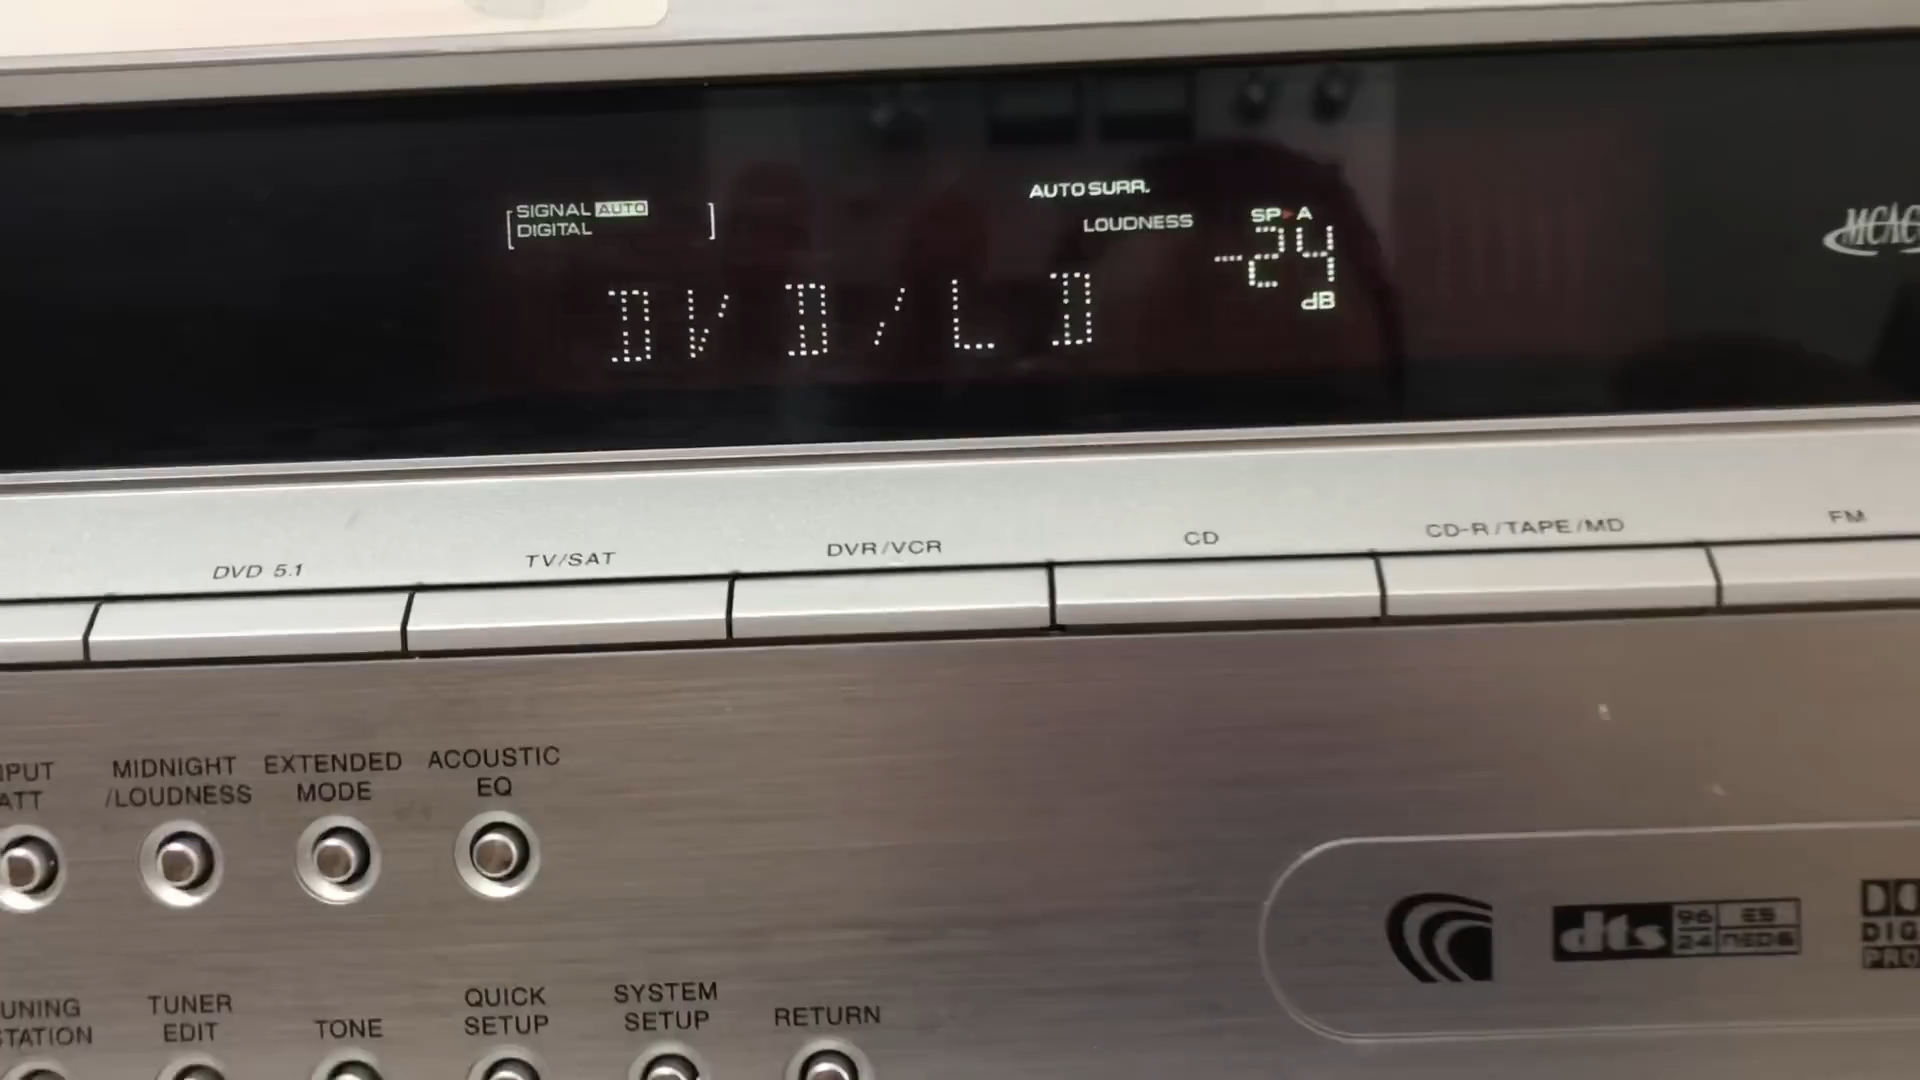 AUTO SURR.
SIGNAL AUTO
DIGITAL
LOUDNESS
SP►A
-24
dB
DVD/LD
DVD 5.1
TV/SAT
DVR/VCR
CD
CD-R/TAPE/MD
FM
MIDNIGHT
/LOUDNESS
EXTENDED
MODE
ACOUSTIC
EQ
ATT
dts
96
24
ES
TUNER
EDIT
TONE
QUICK
SETUP
SYSTEM
SETUP
RETURN